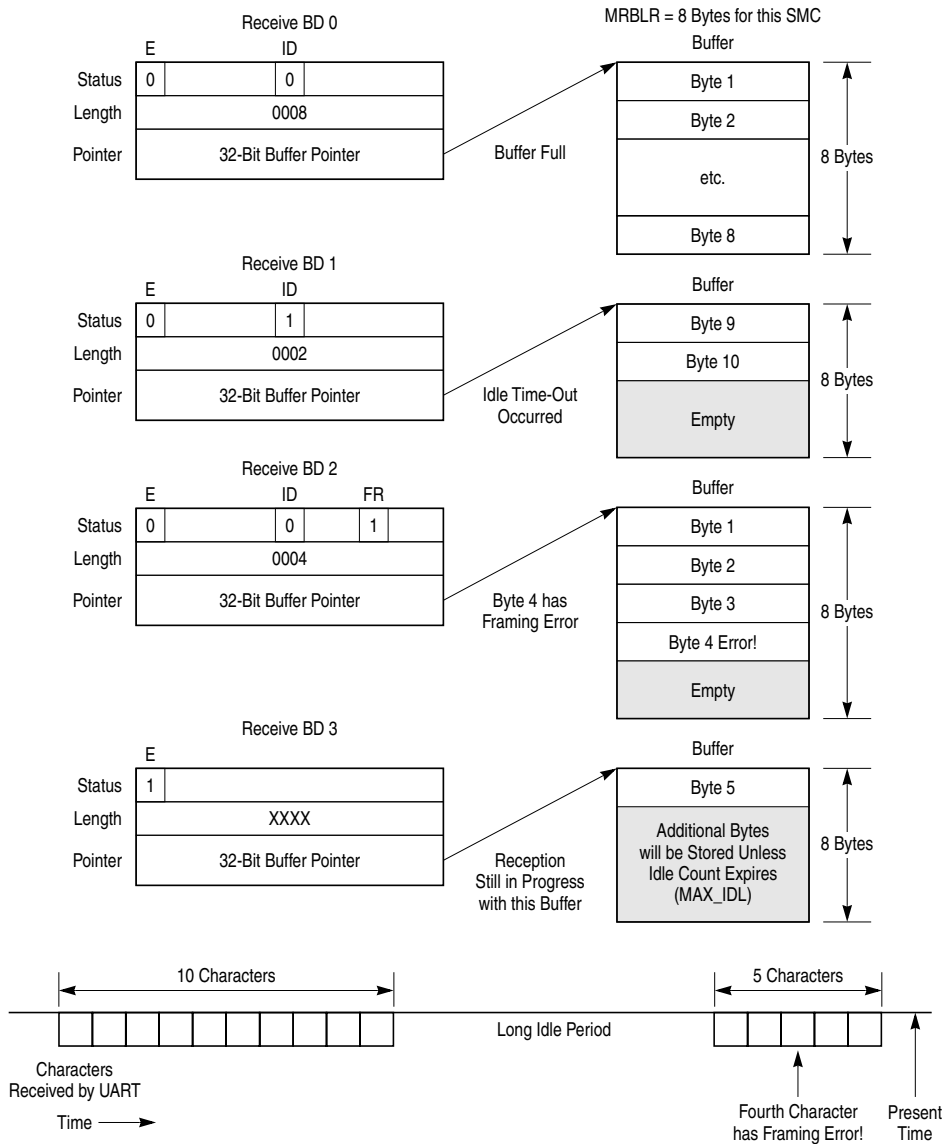 MRBLR = 8 Bytes for this SMC
Receive BD 0
Buffer
E ID
Status 0 0
Length 0008
Pointer 32-Bit Buffer Pointer
Buffer Full
Byte 1
Byte 2
etc.
Byte 8
8 Bytes
Receive BD 1
Buffer
E ID
Status 0 1
Length 0002
Pointer 32-Bit Buffer Pointer
Idle Time-Out
Occurred
Byte 9
Byte 10
Empty
8 Bytes
Receive BD 2
Buffer
E ID FR
Status 0 0 1
Length 0004
Pointer 32-Bit Buffer Pointer
Byte 4 has
Framing Error
Byte 1
Byte 2
Byte 3
Byte 4 Error!
Empty
8 Bytes
Receive BD 3
Buffer
E
Status 1
Length XXXX
Pointer 32-Bit Buffer Pointer
Reception
Still in Progress
with this Buffer
Byte 5
Additional Bytes
will be Stored Unless
Idle Count Expires
(MAX_IDL)
8 Bytes
10 Characters
5 Characters
Long Idle Period
Characters
Received by UART
Time
Fourth Character
has Framing Error!
Present
Time